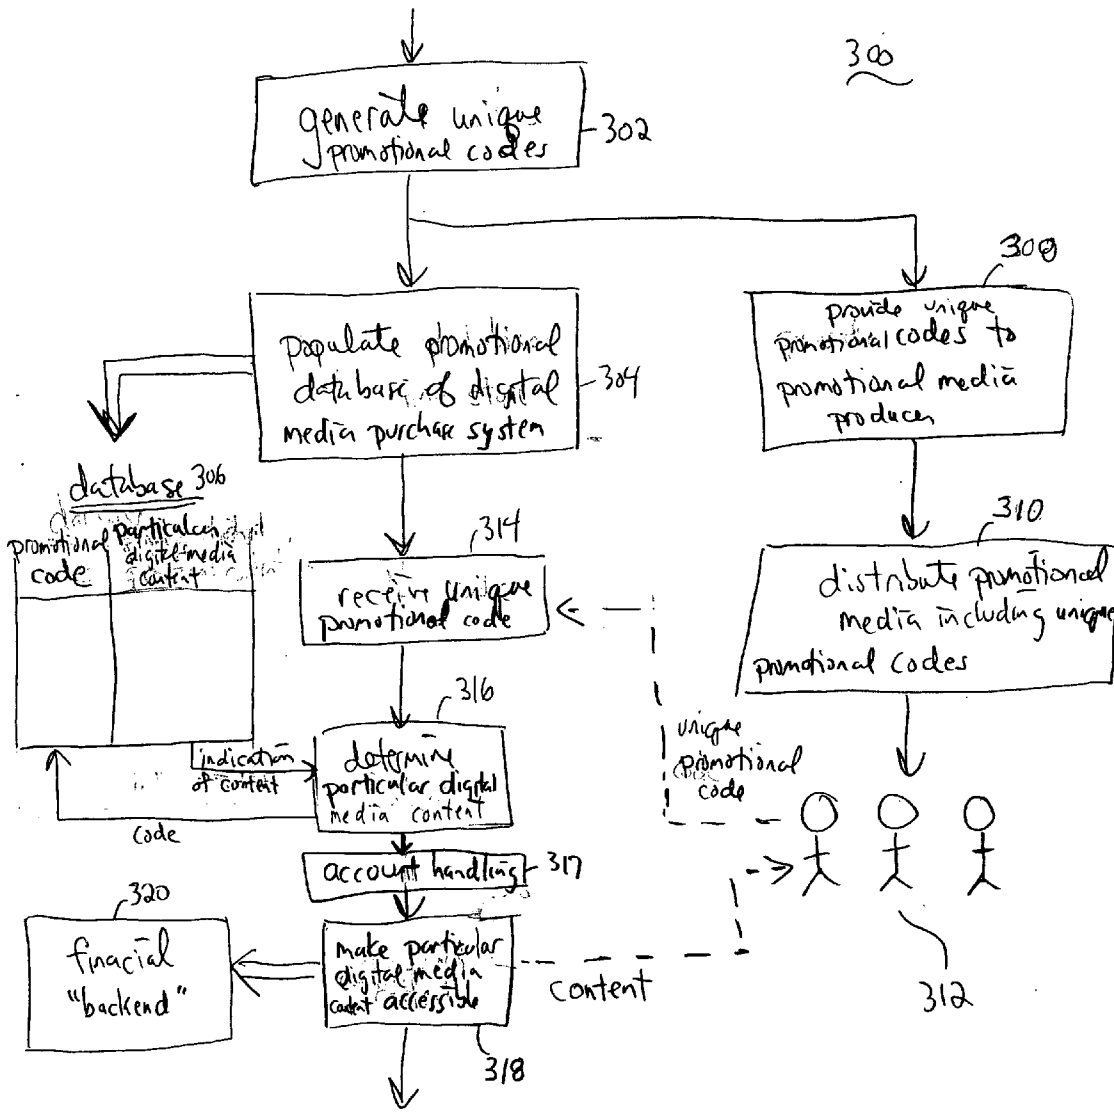 300
generate unique
promotional codes
302
308
populate promotional
database of digital
media purchase system
304
provide unique
promotional codes to
promotional media
producer
database 306
promotional
code
particular
digital media
content
314
receive unique
promotional code
310
distribute promotional
media including unique
promotional codes
316
determine
particular digital
media content
indication
of content
code
unique
promotional
code
account handling
317
320
finacial
"backend"
make particular
digital media
content accessible
318
content
312